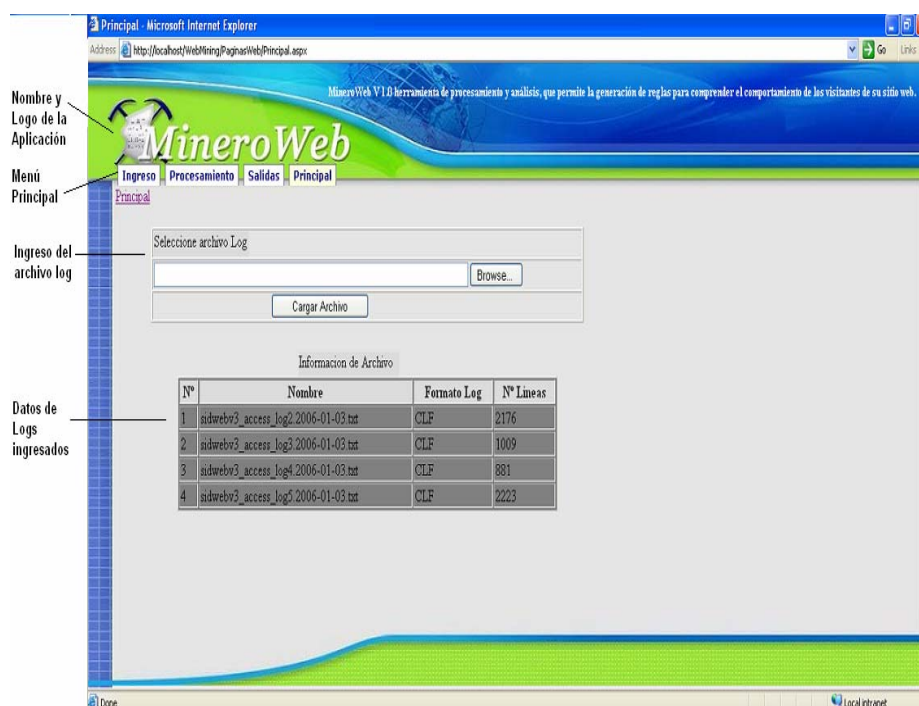 Principal - Microsoft Internet Explorer
Address http://localhost/WebMining/PaginasWeb/Principal.aspx Go Links
MineroWeb V 1.0 herramienta de procesamiento y análisis, que permite la generación de reglas para comprender el comportamiento de los visitantes de su sitio web.
Nombre y
Logo de la
Aplicación
MineroWeb
Menú
Principal
Ingreso Procesamiento Salidas Principal
Principal
Ingreso del
archivo log
Seleccione archivo Log
Browse...
Cargar Archivo
Informacion de Archivo
Nº Nombre Formato Log Nº Lineas
Datos de
Logs
ingresados
1 sidwebv3_access_log2.2006-01-03.txt CLF 2176
2 sidwebv3_access_log3.2006-01-03.txt CLF 1009
3 sidwebv3_access_log4.2006-01-03.txt CLF 881
4 sidwebv3_access_log5.2006-01-03.txt CLF 2223
Done Local intranet